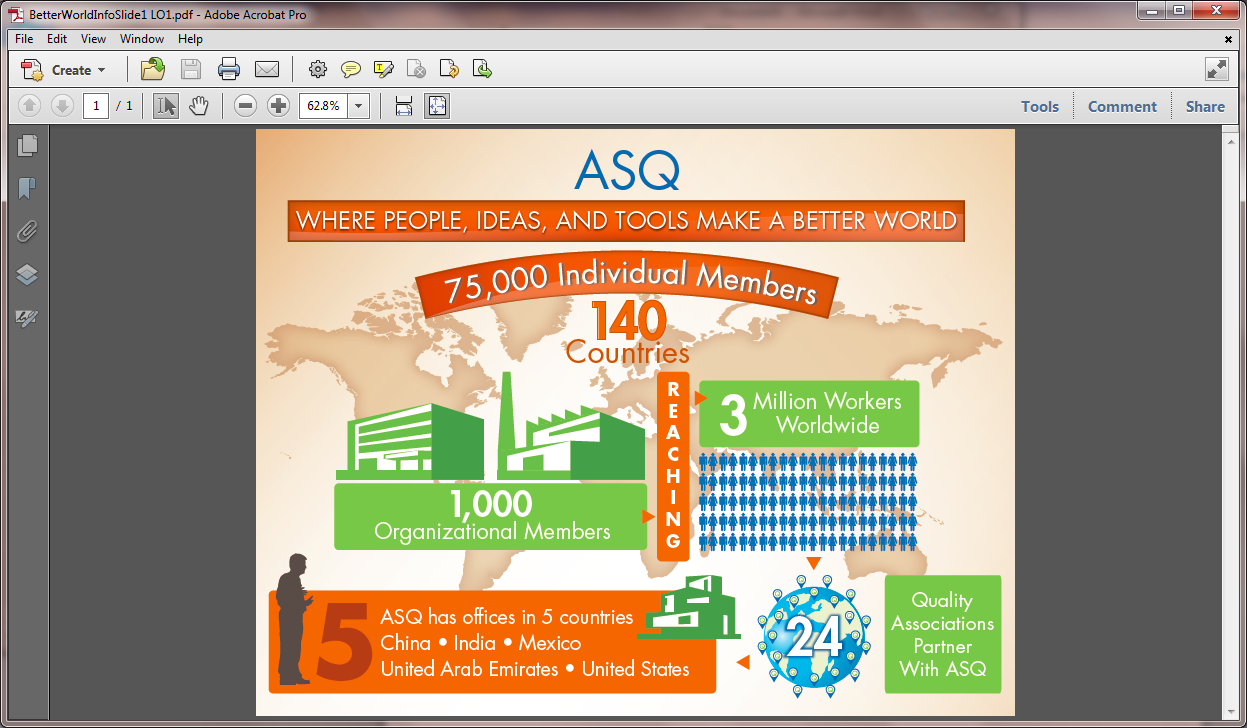 BetterWorldInfoSlide1 LO1.pdf - Adobe Acrobat Pro
File Edit View Window Help
Create
1 / 1
62.8%
Tools Comment Share
ASQ
WHERE PEOPLE, IDEAS, AND TOOLS MAKE A BETTER WORLD
75,000 Individual Members
140
Countries
1,000
Organizational Members
REACHING
3 Million Workers
Worldwide
24
Quality
Associations
Partner
With ASQ
5
ASQ has offices in 5 countries
China • India • Mexico
United Arab Emirates • United States